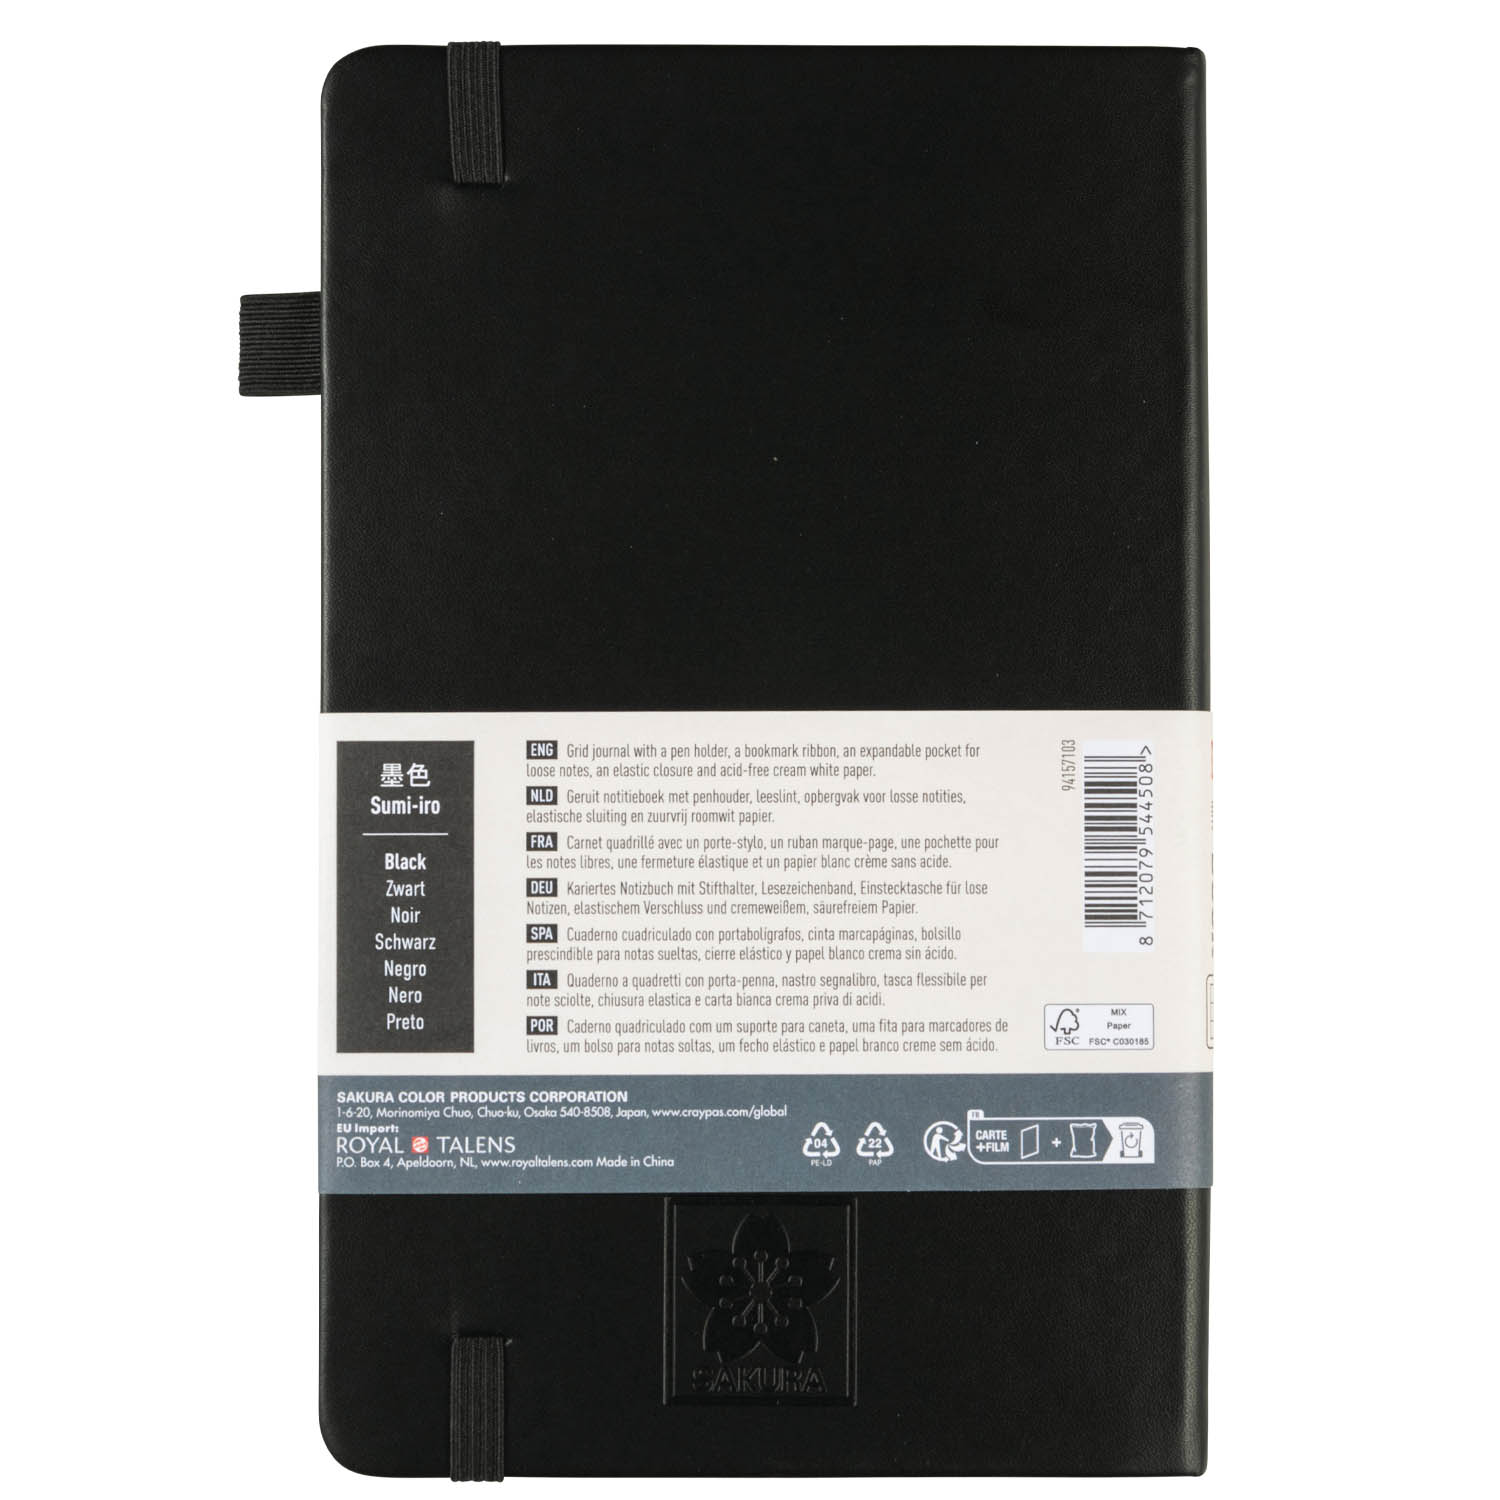 墨色
Sumi-iro
Black
Zwart
Noir
Schwarz
Negro
Nero
Preto
ENG Grid journal with a pen holder, a bookmark ribbon, an expandable pocket for
loose notes, an elastic closure and acid-free cream white paper.
NLD Geruit notitieboek met penhouder, leeslint, opbergvak voor losse notities,
elastische sluiting en zuurvrij roomwit papier.
FRA Carnet quadrillé avec un porte-stylo, un ruban marque-page, une pochette pour
les notes libres, une fermeture élastique et un papier blanc crème sans acide.
DEU Kariertes Notizbuch mit Stifthalter, Lesezeichenband, Einstecktasche für lose
Notizen, elastischem Verschluss und cremeweißem, säurefreiem Papier.
SPA Cuaderno cuadriculado con portabolígrafos, cinta marcapáginas, bolsillo
prescindible para notas sueltas, cierre elástico y papel blanco crema sin ácido.
ITA Quaderno a quadretti con porta-penna, nastro segnalibro, tasca flessibile per
note sciolte, chiusura elastica e carta bianca crema priva di acidi.
POR Caderno quadriculado com um suporte para caneta, uma fita para marcadores de
livros, um bolso para notas soltas, um fecho elástico e papel branco creme sem ácido.
94157103
8 712079 544508>
FSC
MIX
Paper
FSC® C030185
SAKURA COLOR PRODUCTS CORPORATION
1-6-20, Morinomiya Chuo, Chuo-ku, Osaka 540-8508, Japan, www.craypas.com/global
EU Import:
ROYAL TALENS
P.O. Box 4, Apeldoorn, NL, www.royaltalens.com Made in China
04
PE-LD
22
PAP
FR
CARTE
+FILM
+
SAKURA